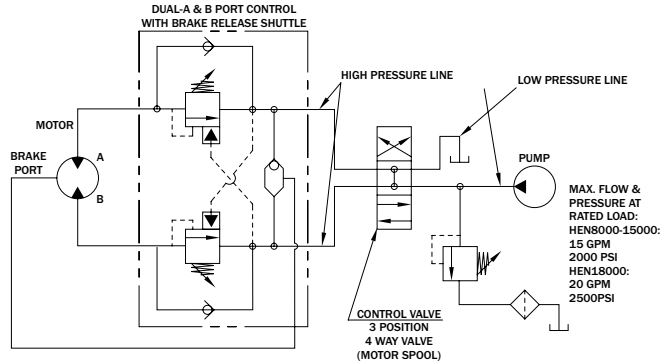 DUAL-A & B PORT CONTROL
WITH BRAKE RELEASE SHUTTLE
HIGH PRESSURE LINE
LOW PRESSURE LINE
MOTOR
BRAKE
PORT
A
B
PUMP
MAX. FLOW &
PRESSURE AT
RATED LOAD:
HEN8000-15000:
15 GPM
2000 PSI
HEN18000:
20 GPM
2500PSI
CONTROL VALVE
3 POSITION
4 WAY VALVE
(MOTOR SPOOL)